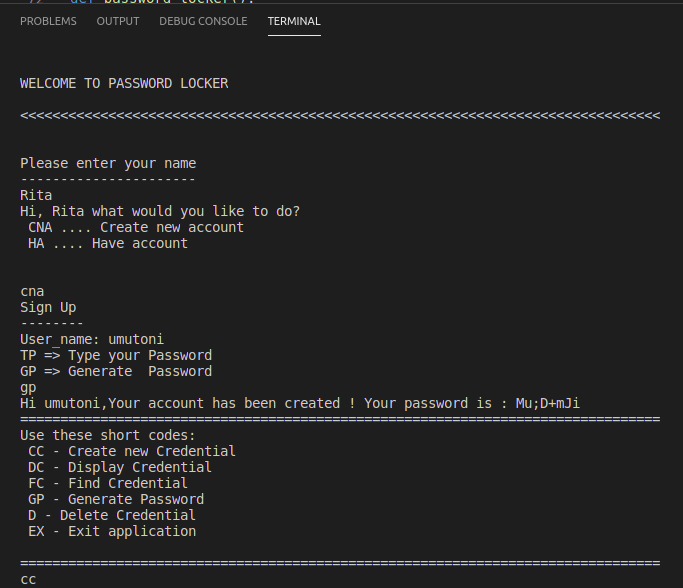 def password_locker():
PROBLEMS OUTPUT DEBUG CONSOLE TERMINAL
WELCOME TO PASSWORD LOCKER
<<<<<<<<<<<<<<<<<<<<<<<<<<<<<<<<<<<<<<<<<<<<<<<<<<<<<<<<<<<<<<<<<<<<<<<<<<<<<<<<
Please enter your name
----------------------
Rita
Hi, Rita what would you like to do?
CNA .... Create new account
HA .... Have account
cna
Sign Up
--------
User_name: umutoni
TP => Type your Password
GP => Generate  Password
gp
Hi umutoni,Your account has been created ! Your password is : Mu;D+mJi
================================================================================
Use these short codes:
CC - Create new Credential
DC - Display Credential
FC - Find Credential
GP - Generate Password
D - Delete Credential
EX - Exit application
================================================================================
cc